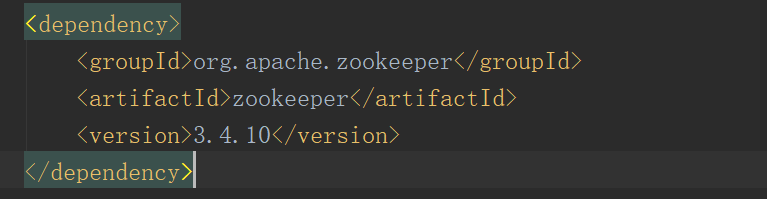 <dependency>
<groupId>org.apache.zookeeper</groupId>
<artifactId>zookeeper</artifactId>
<version>3.4.10</version>
</dependency>